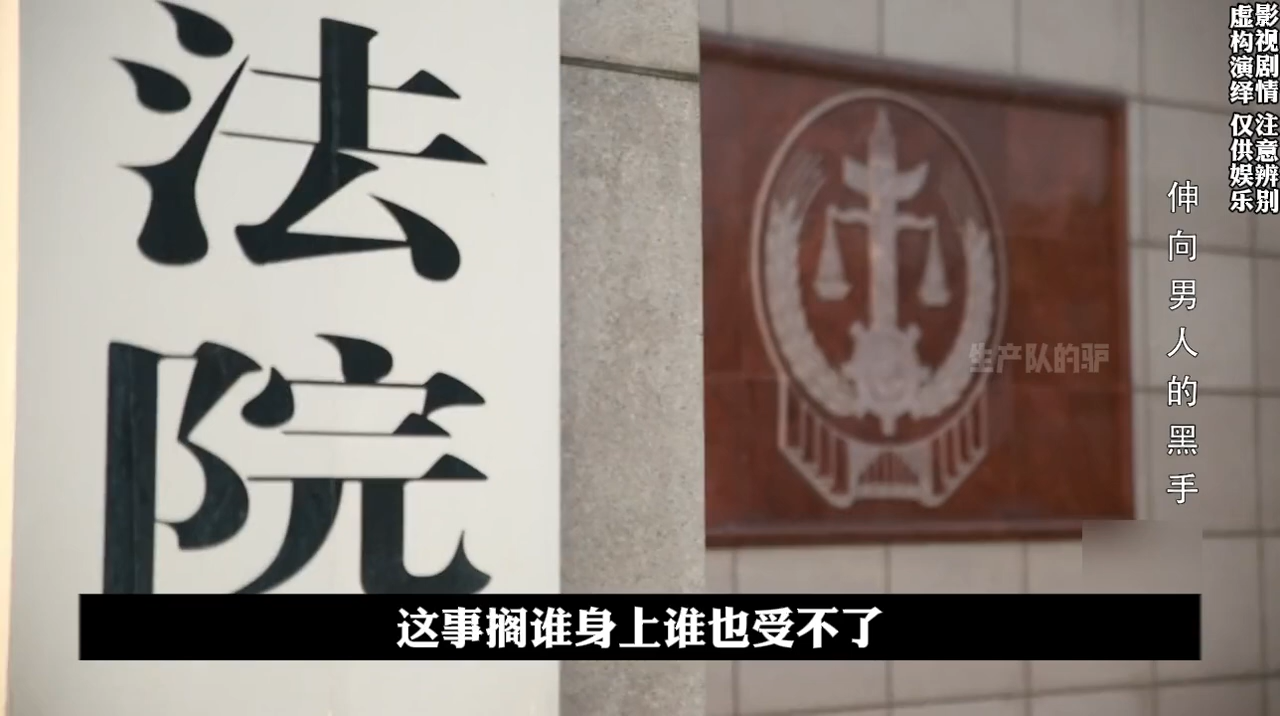 法院
影视剧情 注意辨别
虚构演绎 仅供娱乐
伸向男人的黑手
生产队的驴
这事搁谁身上谁也受不了